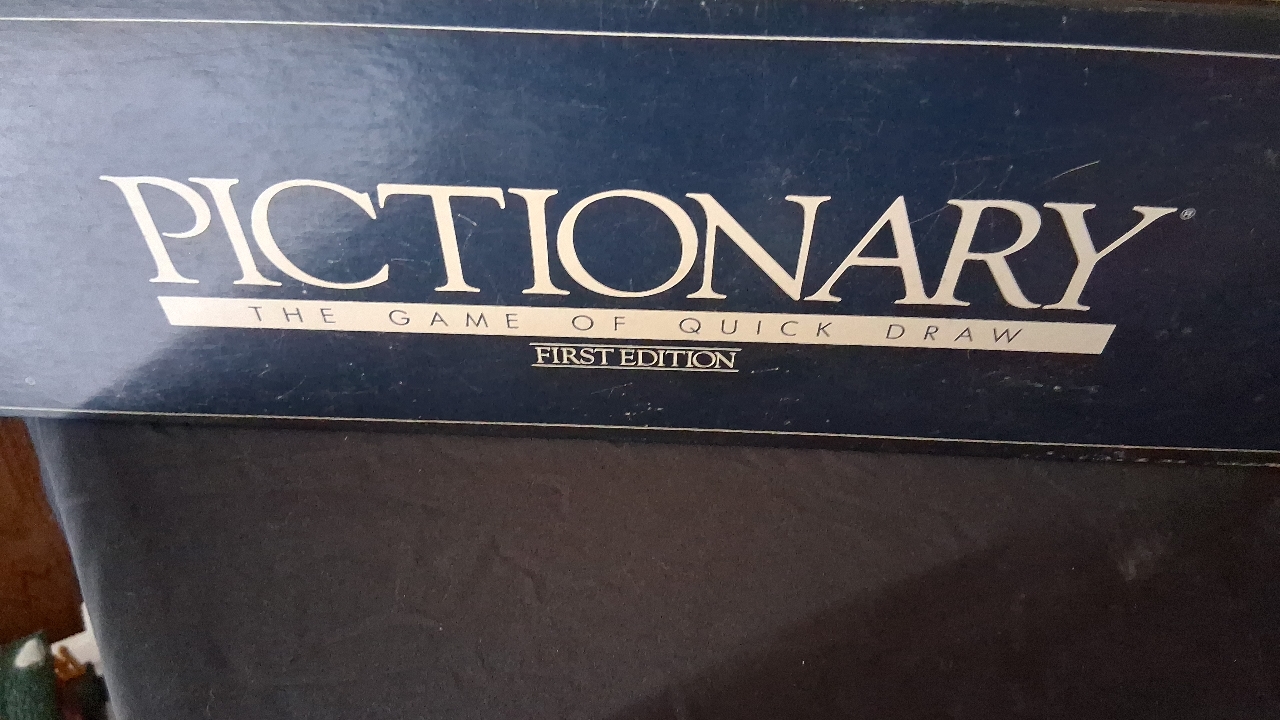 PICTIONARY®
THE GAME OF QUICK DRAW
FIRST EDITION